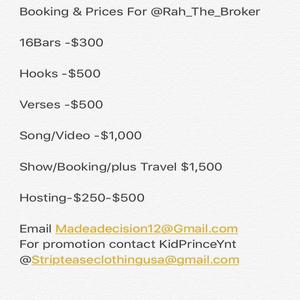 Booking & Prices For @Rah_The_Broker
16Bars -$300
Hooks -$500
Verses -$500
Song/Video -$1,000
Show/Booking/plus Travel $1,500
Hosting-$250-$500
Email Madeadecision12@Gmail.com
For promotion contact KidPrinceYnt
@Stripteaseclothingusa@gmail.com